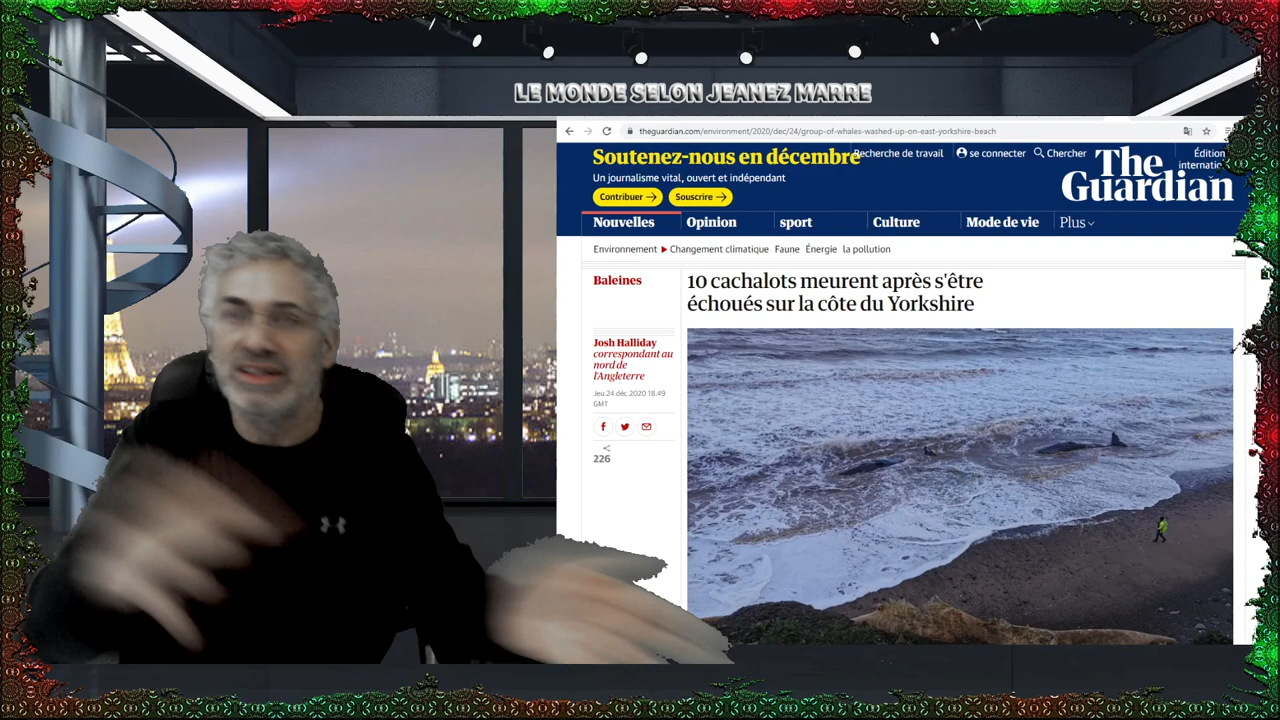 LE MONDE SELON JEANEZ MARRE
theguardian.com/environment/2020/dec/24/group-of-whales-washed-up-on-east-yorkshire-beach
Soutenez-nous en décembre
Recherche de travail
se connecter
Chercher
Édition
internatio
Un journalisme vital, ouvert et indépendant
Contribuer →
Souscrire →
The
Guardian
Nouvelles
Opinion
sport
Culture
Mode de vie
Plus
Environnement
Changement climatique
Faune
Énergie
la pollution
Baleines
10 cachalots meurent après s'être
échoués sur la côte du Yorkshire
Josh Halliday
correspondant au
nord de
l'Angleterre
Jeu.24 déc.2020 18.49
GMT
226